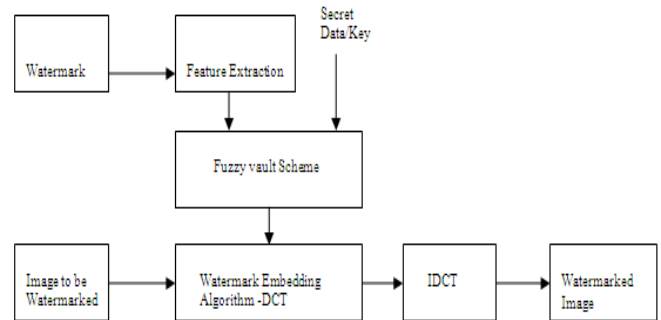 Secret
Data/Key
Watermark
Feature Extraction
Fuzzy vault Scheme
Image to be
Watermarked
Watermark Embedding
Algorithm -DCT
IDCT
Watermarked
Image